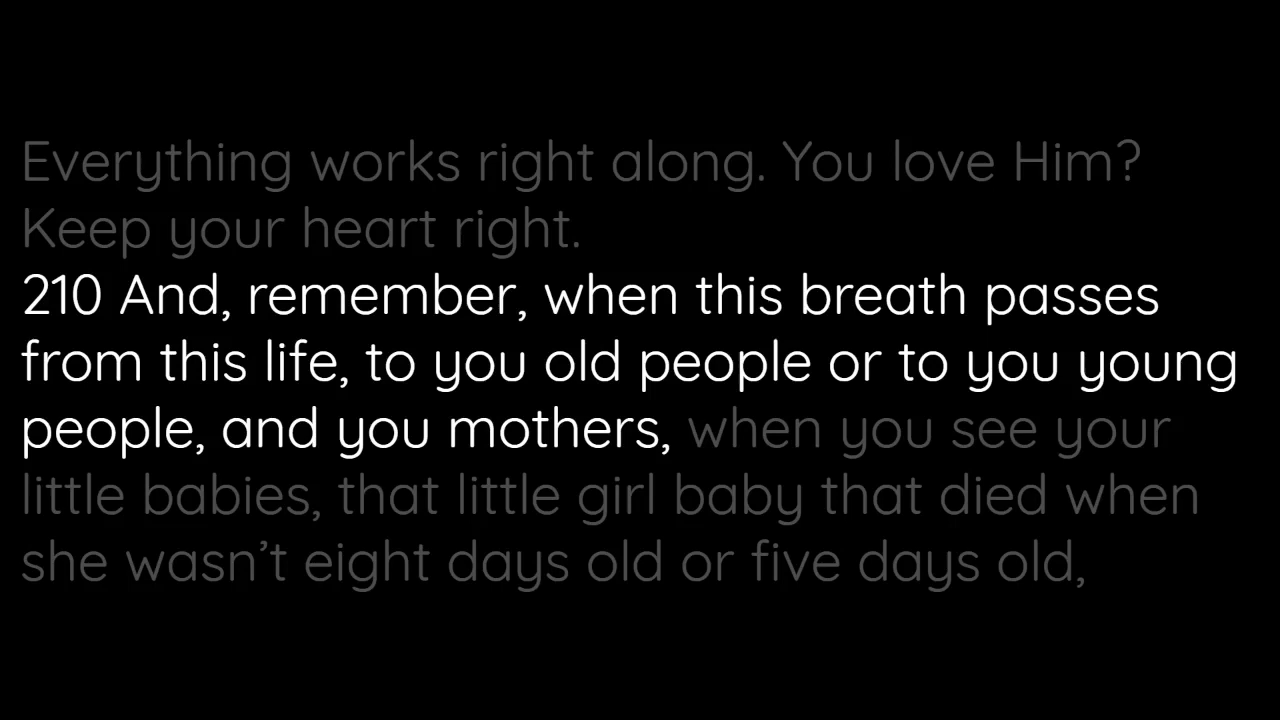 Everything works right along. You love Him?
Keep your heart right.
210 And, remember, when this breath passes
from this life, to you old people or to you young
people, and you mothers, when you see your
little babies, that little girl baby that died when
she wasn’t eight days old or five days old,